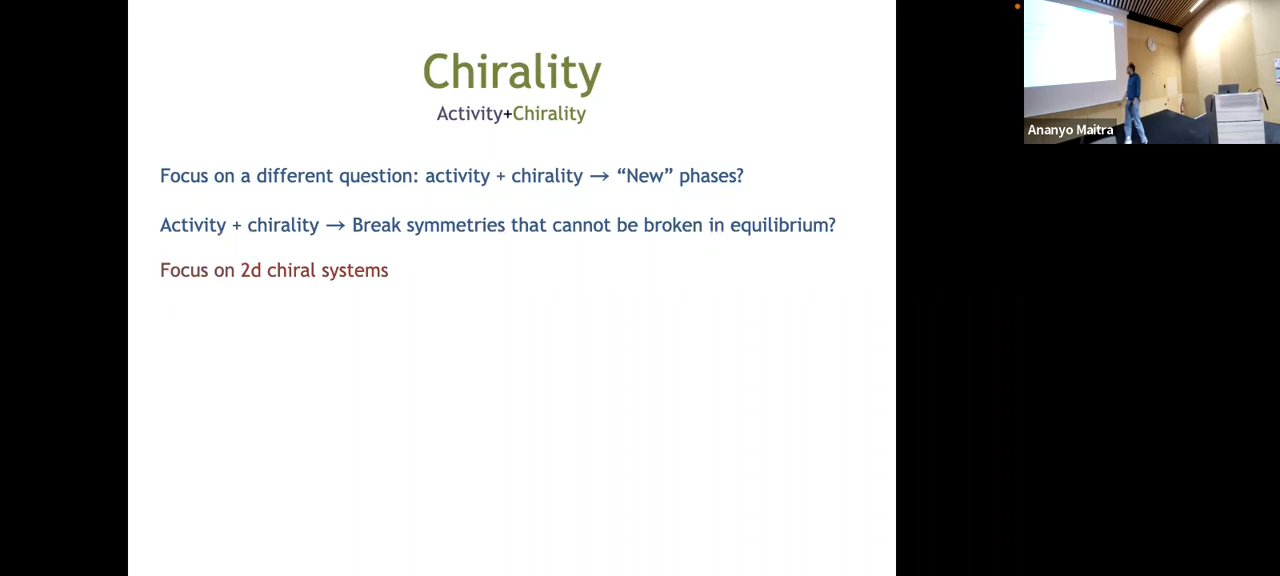 Chirality
Activity+Chirality
Focus on a different question: activity + chirality → “New” phases?
Activity + chirality → Break symmetries that cannot be broken in equilibrium?
Focus on 2d chiral systems
Ananyo Maitra